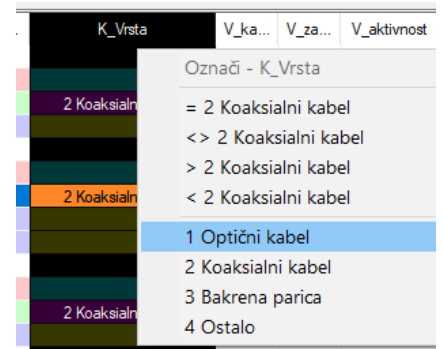 K_Vrsta V_ka... V_za... V_aktivnost
Označi - K_Vrsta
2 Koaksialn
= 2 Koaksialni kabel
<> 2 Koaksialni kabel
> 2 Koaksialni kabel
2 Koaksialn
< 2 Koaksialni kabel
1 Optični kabel
2 Koaksialni kabel
3 Bakrena parica
2 Koaksialn
4 Ostalo